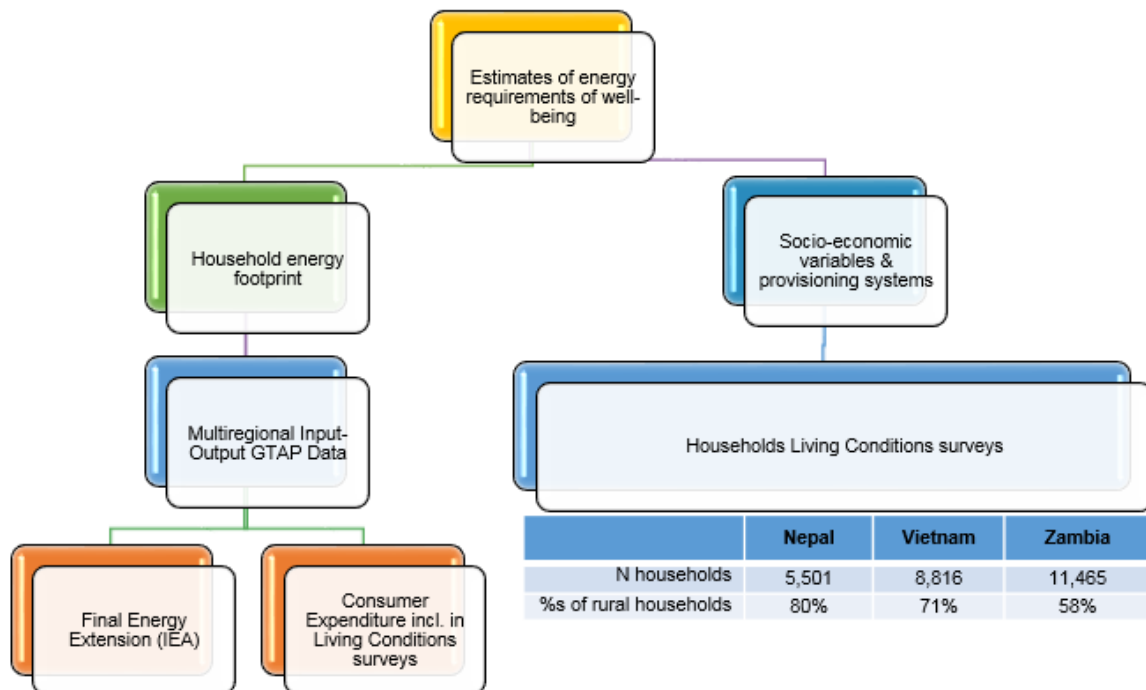 Estimates of energy
requirements of well-
being
Household energy
footprint
Socio-economic
variables &
provisioning systems
Multiregional Input-
Output GTAP Data
Households Living Conditions surveys
Final Energy
Extension (IEA)
Consumer
Expenditure incl. in
Living Conditions
surveys
Nepal Vietnam Zambia
N households 5,501 8,816 11,465
%s of rural households 80% 71% 58%